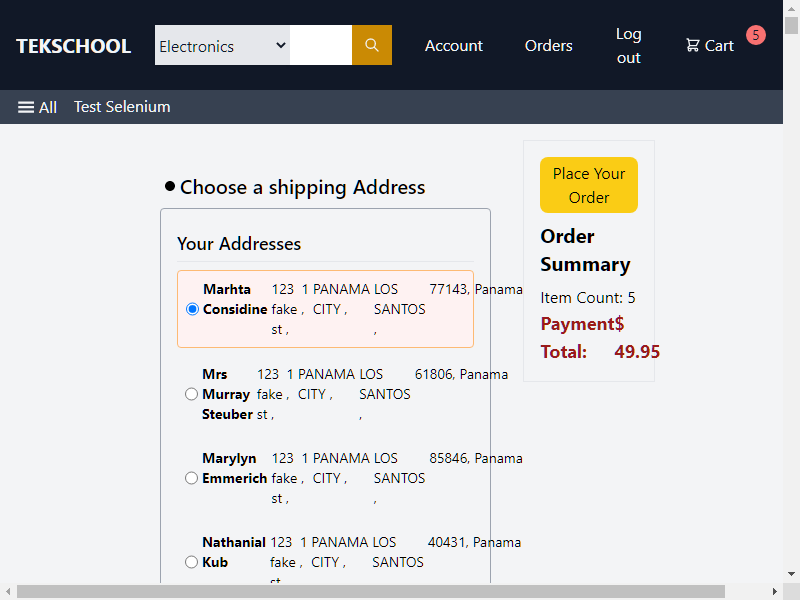 TEKSCHOOL Electronics Account Orders Log out Cart 5
All Test Selenium
Choose a shipping Address
Your Addresses
Marhta Considine 123 fake st , 1 PANAMA CITY , LOS SANTOS , 77143, Panama
Mrs Murray Steuber 123 fake st , 1 PANAMA CITY , LOS SANTOS , 61806, Panama
Marylyn Emmerich 123 fake st , 1 PANAMA CITY , LOS SANTOS , 85846, Panama
Nathanial Kub 123 fake st 1 PANAMA CITY , LOS SANTOS 40431, Panama
Place Your
Order
Order
Summary
Item Count: 5
Payment$
Total: 49.95